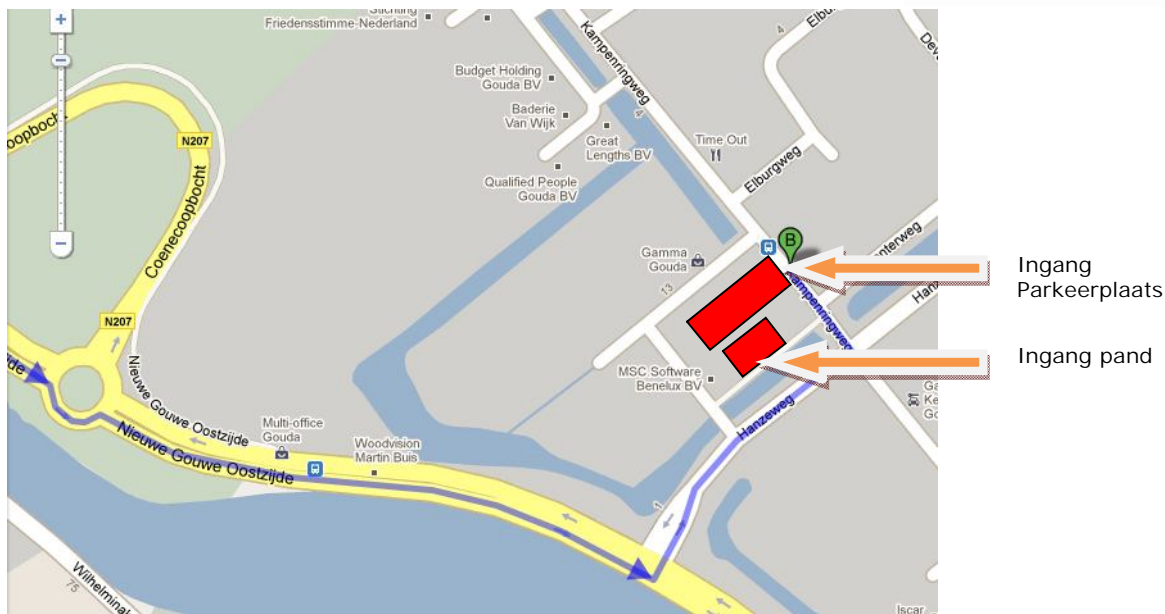 Stichting
Friedensstimme-Nederland
Kampenringweg
4
Elburgweg
4
Budget Holding
Gouda BV
Baderie
Van Wijk
Great
Lengths BV
Time Out
Qualified People
Gouda BV
N207
Coenecoopbocht
Gamma
Gouda
13
B
Kampenringweg
Ingang
Parkeerplaats
N207
Nieuwe Gouwe Oostzijde
MSC.Software
Benelux BV
Ingang pand
Hanzeweg
Multi-office
Gouda
Woodvision
Martin Buis
Nieuwe Gouwe Oostzijde
1
75
Iscar